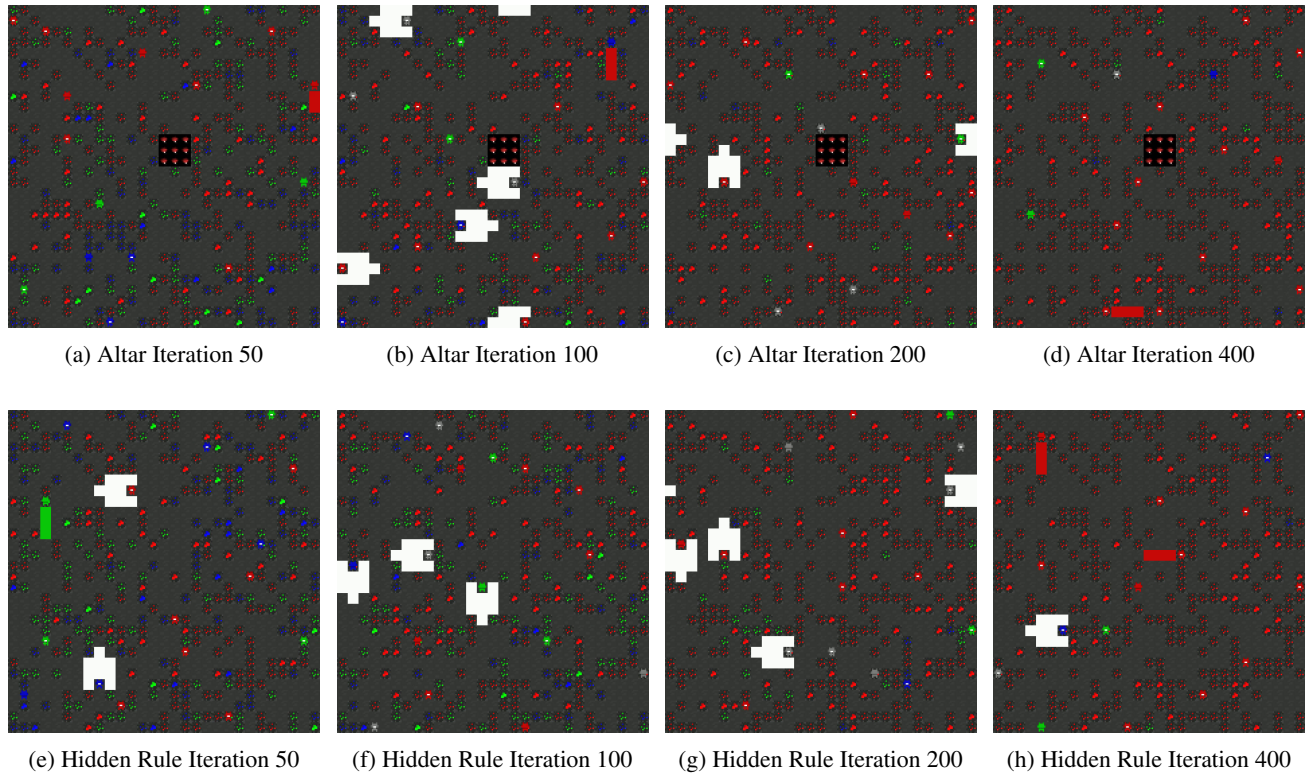 (a) Altar Iteration 50
(b) Altar Iteration 100
(c) Altar Iteration 200
(d) Altar Iteration 400
(e) Hidden Rule Iteration 50
(f) Hidden Rule Iteration 100
(g) Hidden Rule Iteration 200
(h) Hidden Rule Iteration 400